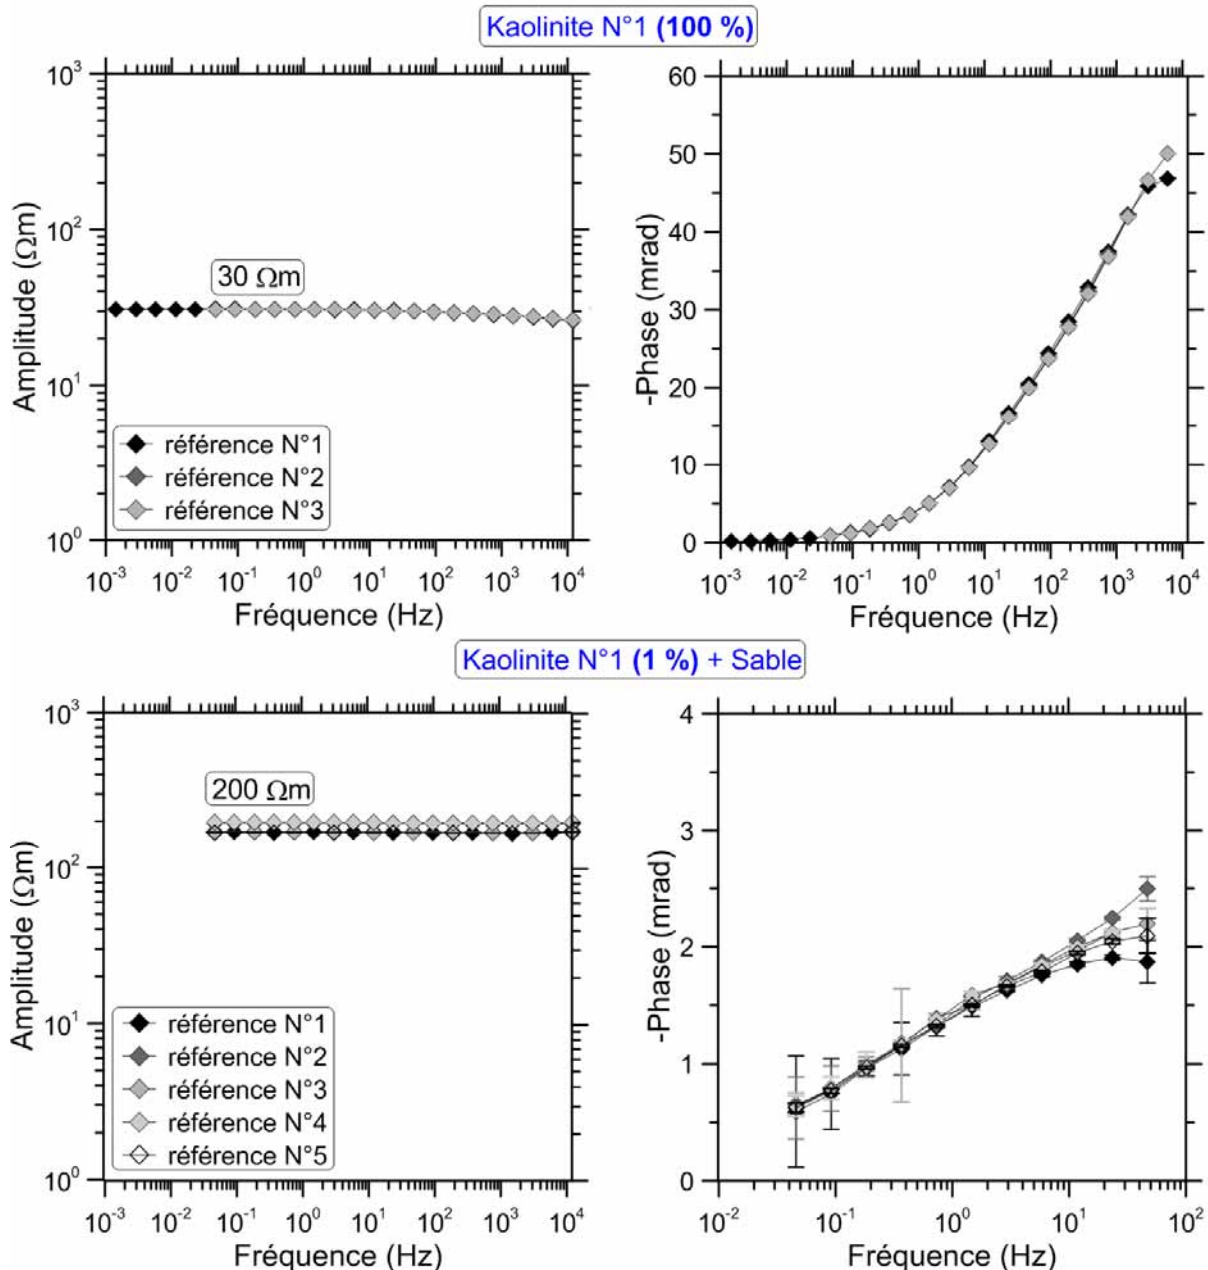 Kaolinite N°1 (100 %)
10³
10²
10¹
10⁰
Amplitude (Ωm)
30 Ωm
référence N°1
référence N°2
référence N°3
10⁻³ 10⁻² 10⁻¹ 10⁰ 10¹ 10² 10³ 10⁴
Fréquence (Hz)
60
50
40
30
20
10
0
-Phase (mrad)
10⁻³ 10⁻² 10⁻¹ 10⁰ 10¹ 10² 10³ 10⁴
Fréquence (Hz)
Kaolinite N°1 (1 %) + Sable
10³
10²
10¹
10⁰
Amplitude (Ωm)
200 Ωm
référence N°1
référence N°2
référence N°3
référence N°4
référence N°5
10⁻³ 10⁻² 10⁻¹ 10⁰ 10¹ 10² 10³ 10⁴
Fréquence (Hz)
4
3
2
1
0
-Phase (mrad)
10⁻² 10⁻¹ 10⁰ 10¹ 10²
Fréquence (Hz)